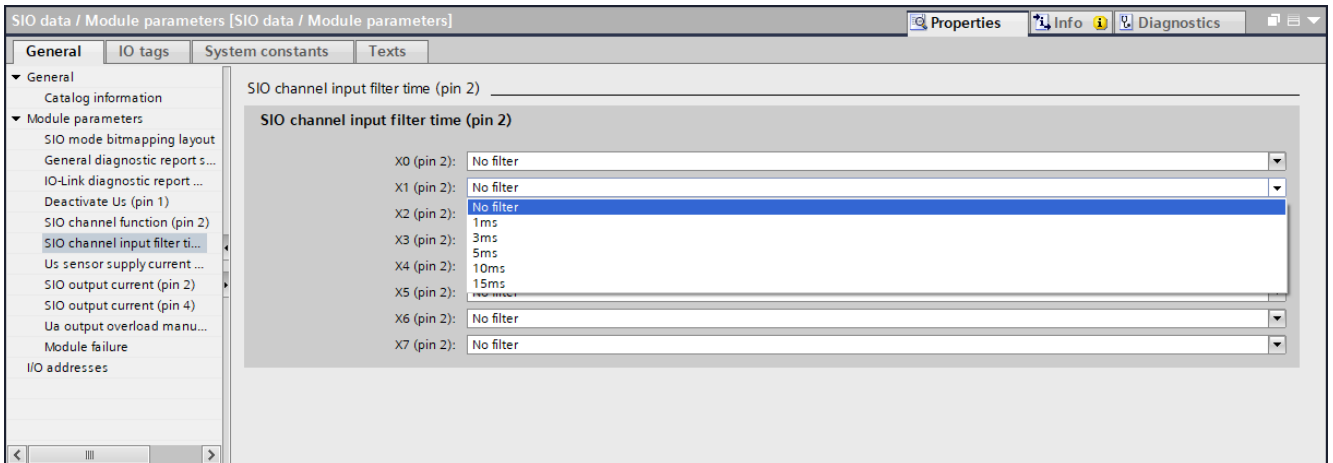 SIO data / Module parameters [SIO data / Module parameters]
Properties Info Diagnostics
General IO tags System constants Texts
General
Catalog information
Module parameters
SIO mode bitmapping layout
General diagnostic report s...
IO-Link diagnostic report ...
Deactivate Us (pin 1)
SIO channel function (pin 2)
SIO channel input filter ti...
Us sensor supply current ...
SIO output current (pin 2)
SIO output current (pin 4)
Ua output overload manu...
Module failure
I/O addresses
SIO channel input filter time (pin 2)
SIO channel input filter time (pin 2)
X0 (pin 2): No filter
X1 (pin 2): No filter
No filter
1ms
3ms
5ms
10ms
15ms
X2 (pin 2):
X3 (pin 2):
X4 (pin 2):
X5 (pin 2):
X6 (pin 2): No filter
X7 (pin 2): No filter